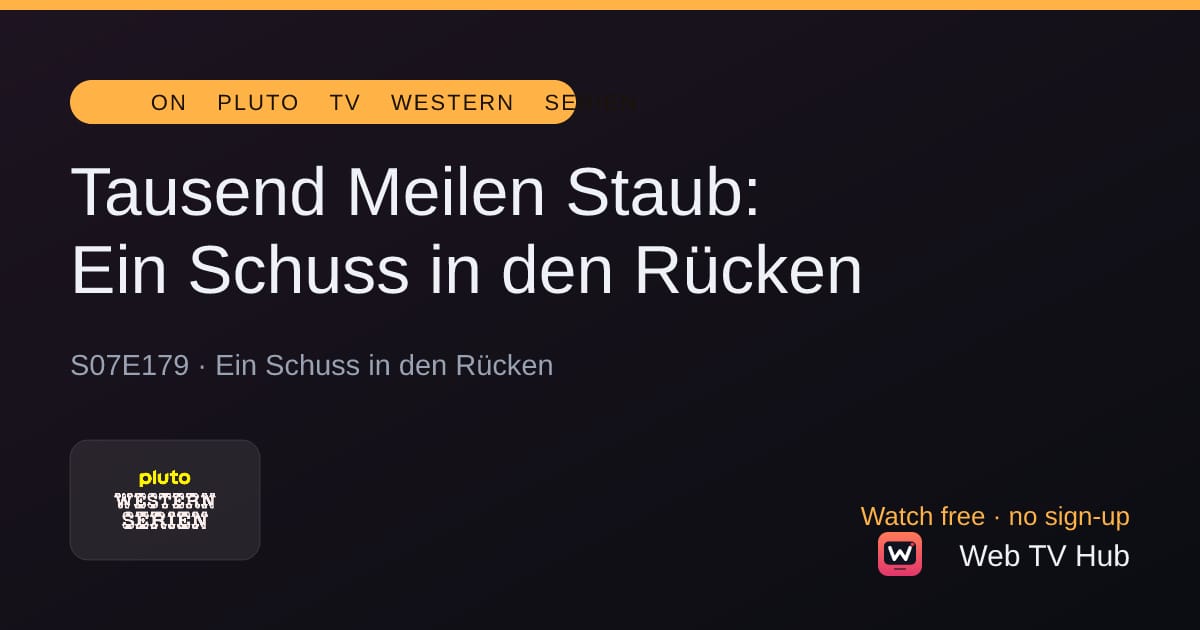 ON PLUTO TV WESTERN SERIEN
Tausend Meilen Staub:
Ein Schuss in den Rücken
S07E179 · Ein Schuss in den Rücken
pluto
WESTERN
SERIEN
Watch free · no sign-up
W
Web TV Hub